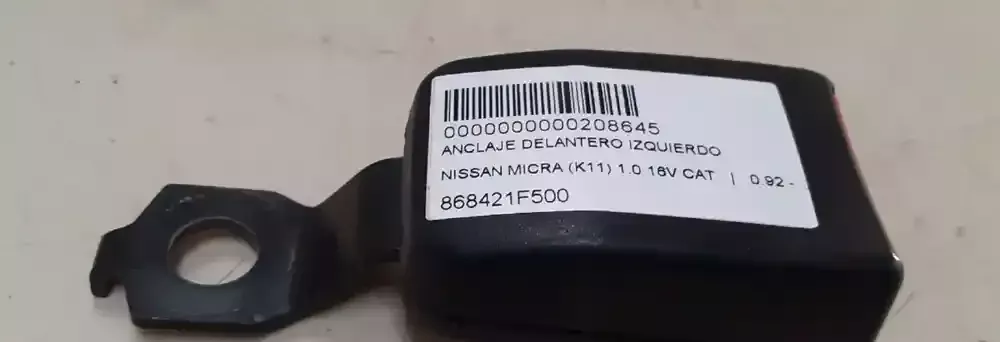 0000000000208645
ANCLAJE DELANTERO IZQUIERDO
NISSAN MICRA (K11) 1.0 16V CAT | 0.92 -
868421F500